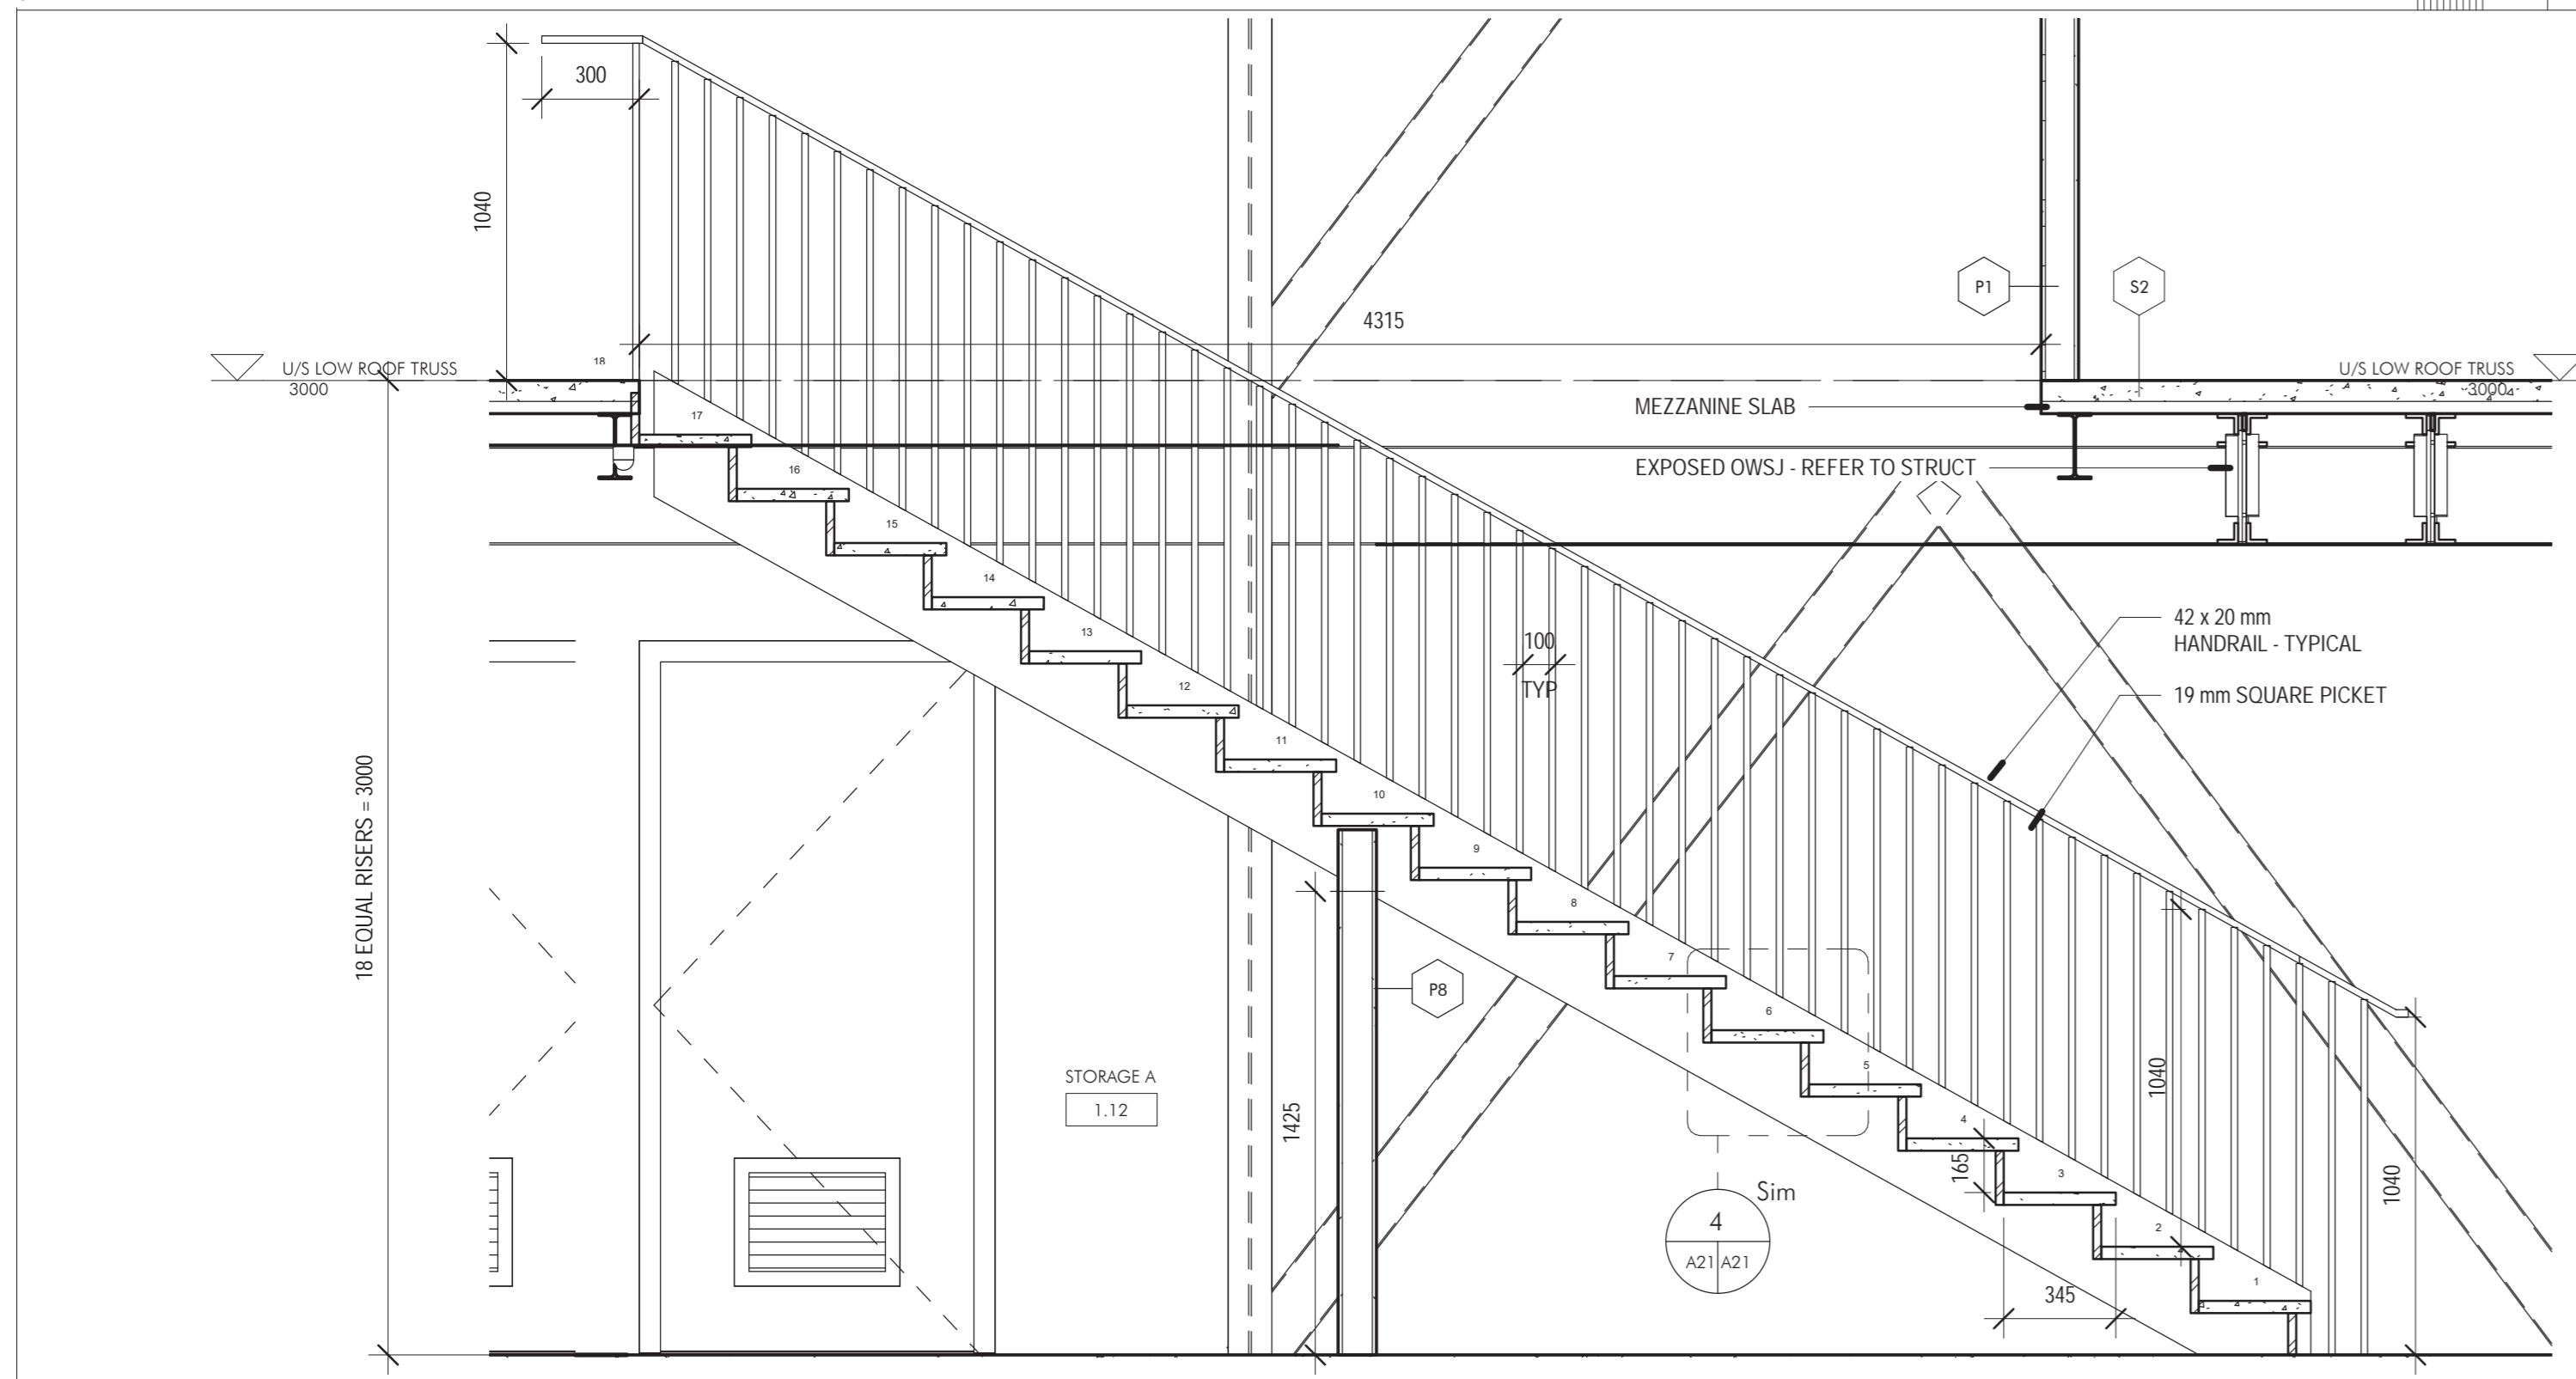 300
1040
4315
P1
S2
18
U/S LOW ROOF TRUSS
3000
U/S LOW ROOF TRUSS
3000
MEZZANINE SLAB
17
EXPOSED OWSJ - REFER TO STRUCT
16
15
14
13
12
11
10
9
8
7
6
5
4
3
2
1
42 x 20 mm
HANDRAIL - TYPICAL
19 mm SQUARE PICKET
100
TYP
18 EQUAL RISERS = 3000
P8
STORAGE A
1.12
1425
1040
165
1040
Sim
4
A21 A21
345